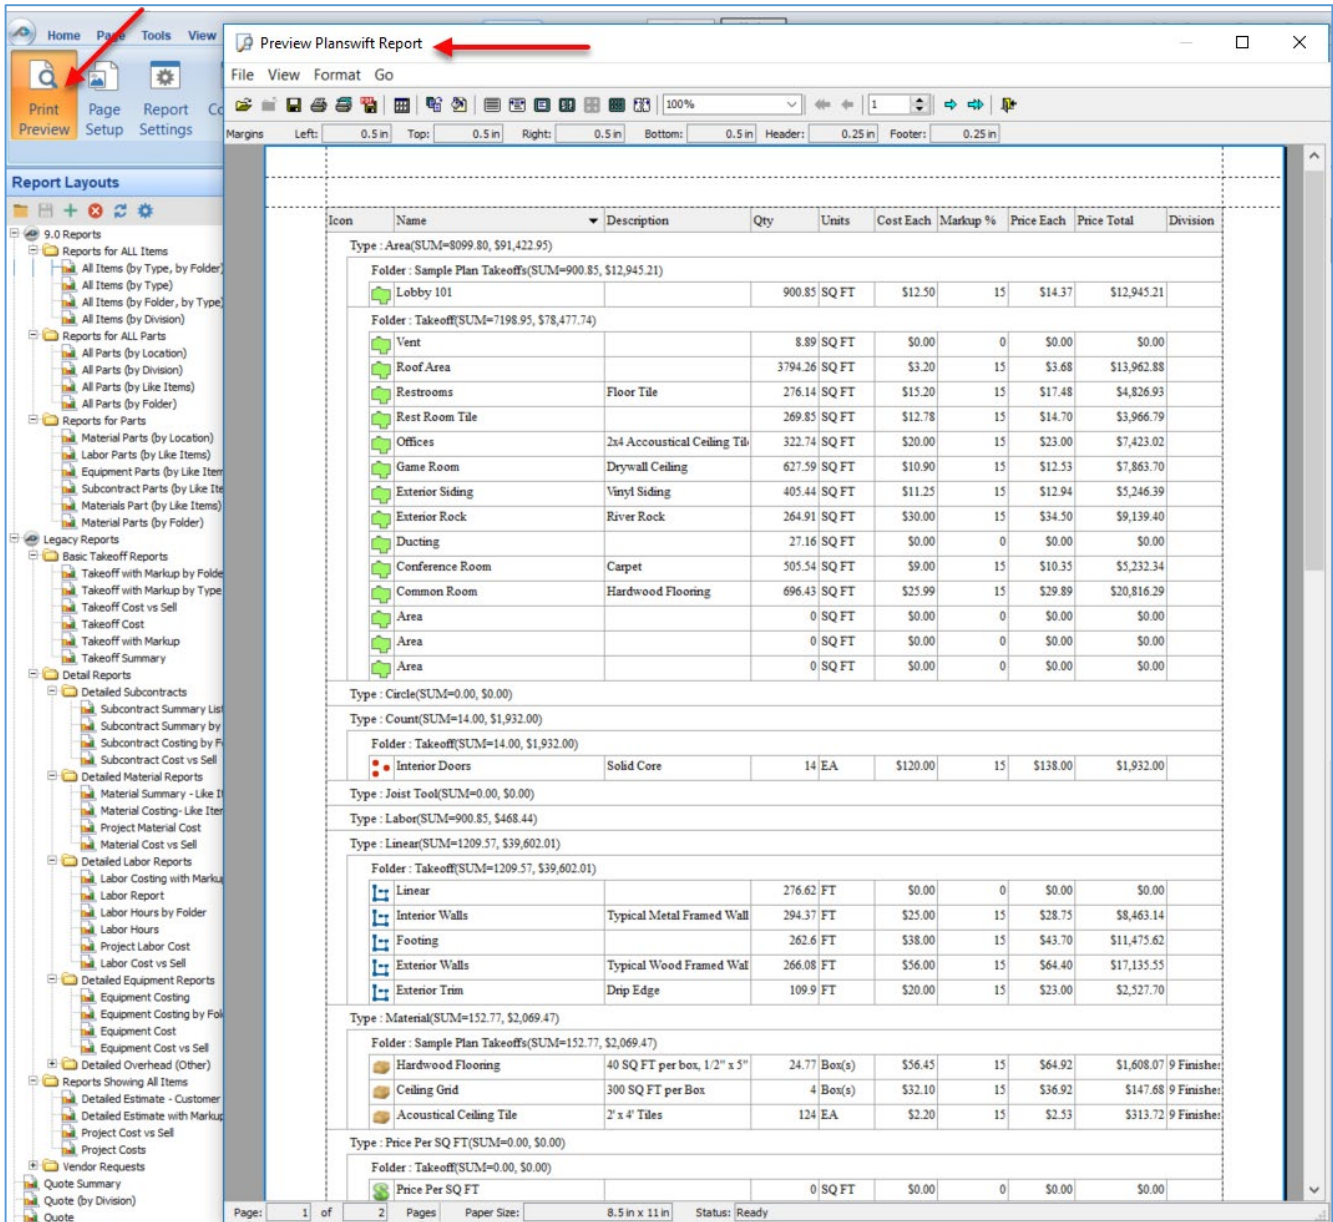 Home Page Tools View
Print Preview
Page Setup
Report Settings
Report Layouts
9.0 Reports
Reports for ALL Items
All Items (by Type, by Folder)
All Items (by Type)
All Items (by Folder, by Type)
All Items (by Division)
Reports for ALL Parts
All Parts (by Location)
All Parts (by Division)
All Parts (by Like Items)
All Parts (by Folder)
Reports for Parts
Material Parts (by Location)
Labor Parts (by Like Items)
Equipment Parts (by Like Item
Subcontract Parts (by Like Ite
Materials Part (by Like Items)
Material Parts (by Folder)
Legacy Reports
Basic Takeoff Reports
Takeoff with Markup by Folde
Takeoff with Markup by Type
Takeoff Cost vs Sell
Takeoff Cost
Takeoff with Markup
Takeoff Summary
Detail Reports
Detailed Subcontracts
Subcontract Summary List
Subcontract Summary by
Subcontract Costing by F
Subcontract Cost vs Sell
Detailed Material Reports
Material Summary - Like It
Material Costing- Like Iter
Project Material Cost
Material Cost vs Sell
Detailed Labor Reports
Labor Costing with Marku
Labor Report
Labor Hours by Folder
Labor Hours
Project Labor Cost
Labor Cost vs Sell
Detailed Equipment Reports
Equipment Costing
Equipment Costing by Fol
Equipment Cost
Equipment Cost vs Sell
Detailed Overhead (Other)
Reports Showing All Items
Detailed Estimate - Customer
Detailed Estimate with Markup
Project Cost vs Sell
Project Costs
Vendor Requests
Quote Summary
Quote (by Division)
Quote
Preview Planswift Report
File View Format Go
100% 1
Margins Left: 0.5 in Top: 0.5 in Right: 0.5 in Bottom: 0.5 in Header: 0.25 in Footer: 0.25 in
Icon Name Description Qty Units Cost Each Markup % Price Each Price Total Division
Type : Area(SUM=8099.80, $91,422.95)
Folder : Sample Plan Takeoffs(SUM=900.85, $12,945.21)
Lobby 101 900.85 SQ FT $12.50 15 $14.37 $12,945.21
Folder : Takeoff(SUM=7198.95, $78,477.74)
Vent 8.89 SQ FT $0.00 0 $0.00 $0.00
Roof Area 3794.26 SQ FT $3.20 15 $3.68 $13,962.88
Restrooms Floor Tile 276.14 SQ FT $15.20 15 $17.48 $4,826.93
Rest Room Tile 269.85 SQ FT $12.78 15 $14.70 $3,966.79
Offices 2x4 Accoustical Ceiling Til 322.74 SQ FT $20.00 15 $23.00 $7,423.02
Game Room Drywall Ceiling 627.59 SQ FT $10.90 15 $12.53 $7,863.70
Exterior Siding Vinyl Siding 405.44 SQ FT $11.25 15 $12.94 $5,246.39
Exterior Rock River Rock 264.91 SQ FT $30.00 15 $34.50 $9,139.40
Ducting 27.16 SQ FT $0.00 0 $0.00 $0.00
Conference Room Carpet 505.54 SQ FT $9.00 15 $10.35 $5,232.34
Common Room Hardwood Flooring 696.43 SQ FT $25.99 15 $29.89 $20,816.29
Area 0 SQ FT $0.00 0 $0.00 $0.00
Area 0 SQ FT $0.00 0 $0.00 $0.00
Area 0 SQ FT $0.00 0 $0.00 $0.00
Type : Circle(SUM=0.00, $0.00)
Type : Count(SUM=14.00, $1,932.00)
Folder : Takeoff(SUM=14.00, $1,932.00)
Interior Doors Solid Core 14 EA $120.00 15 $138.00 $1,932.00
Type : Joist Tool(SUM=0.00, $0.00)
Type : Labor(SUM=900.85, $468.44)
Type : Linear(SUM=1209.57, $39,602.01)
Folder : Takeoff(SUM=1209.57, $39,602.01)
Linear 276.62 FT $0.00 0 $0.00 $0.00
Interior Walls Typical Metal Framed Wall 294.37 FT $25.00 15 $28.75 $8,463.14
Footing 262.6 FT $38.00 15 $43.70 $11,475.62
Exterior Walls Typical Wood Framed Wal 266.08 FT $56.00 15 $64.40 $17,135.55
Exterior Trim Drip Edge 109.9 FT $20.00 15 $23.00 $2,527.70
Type : Material(SUM=152.77, $2,069.47)
Folder : Sample Plan Takeoffs(SUM=152.77, $2,069.47)
Hardwood Flooring 40 SQ FT per box, 1/2" x 5" 24.77 Box(s) $56.45 15 $64.92 $1,608.07 9 Finishe
Ceiling Grid 300 SQ FT per Box 4 Box(s) $32.10 15 $36.92 $147.68 9 Finishe
Acoustical Ceiling Tile 2' x 4' Tiles 124 EA $2.20 15 $2.53 $313.72 9 Finishe
Type : Price Per SQ FT(SUM=0.00, $0.00)
Folder : Takeoff(SUM=0.00, $0.00)
Price Per SQ FT 0 SQ FT $0.00 0 $0.00 $0.00
Page: 1 of 2 Pages Paper Size: 8.5 in x 11 in Status: Ready